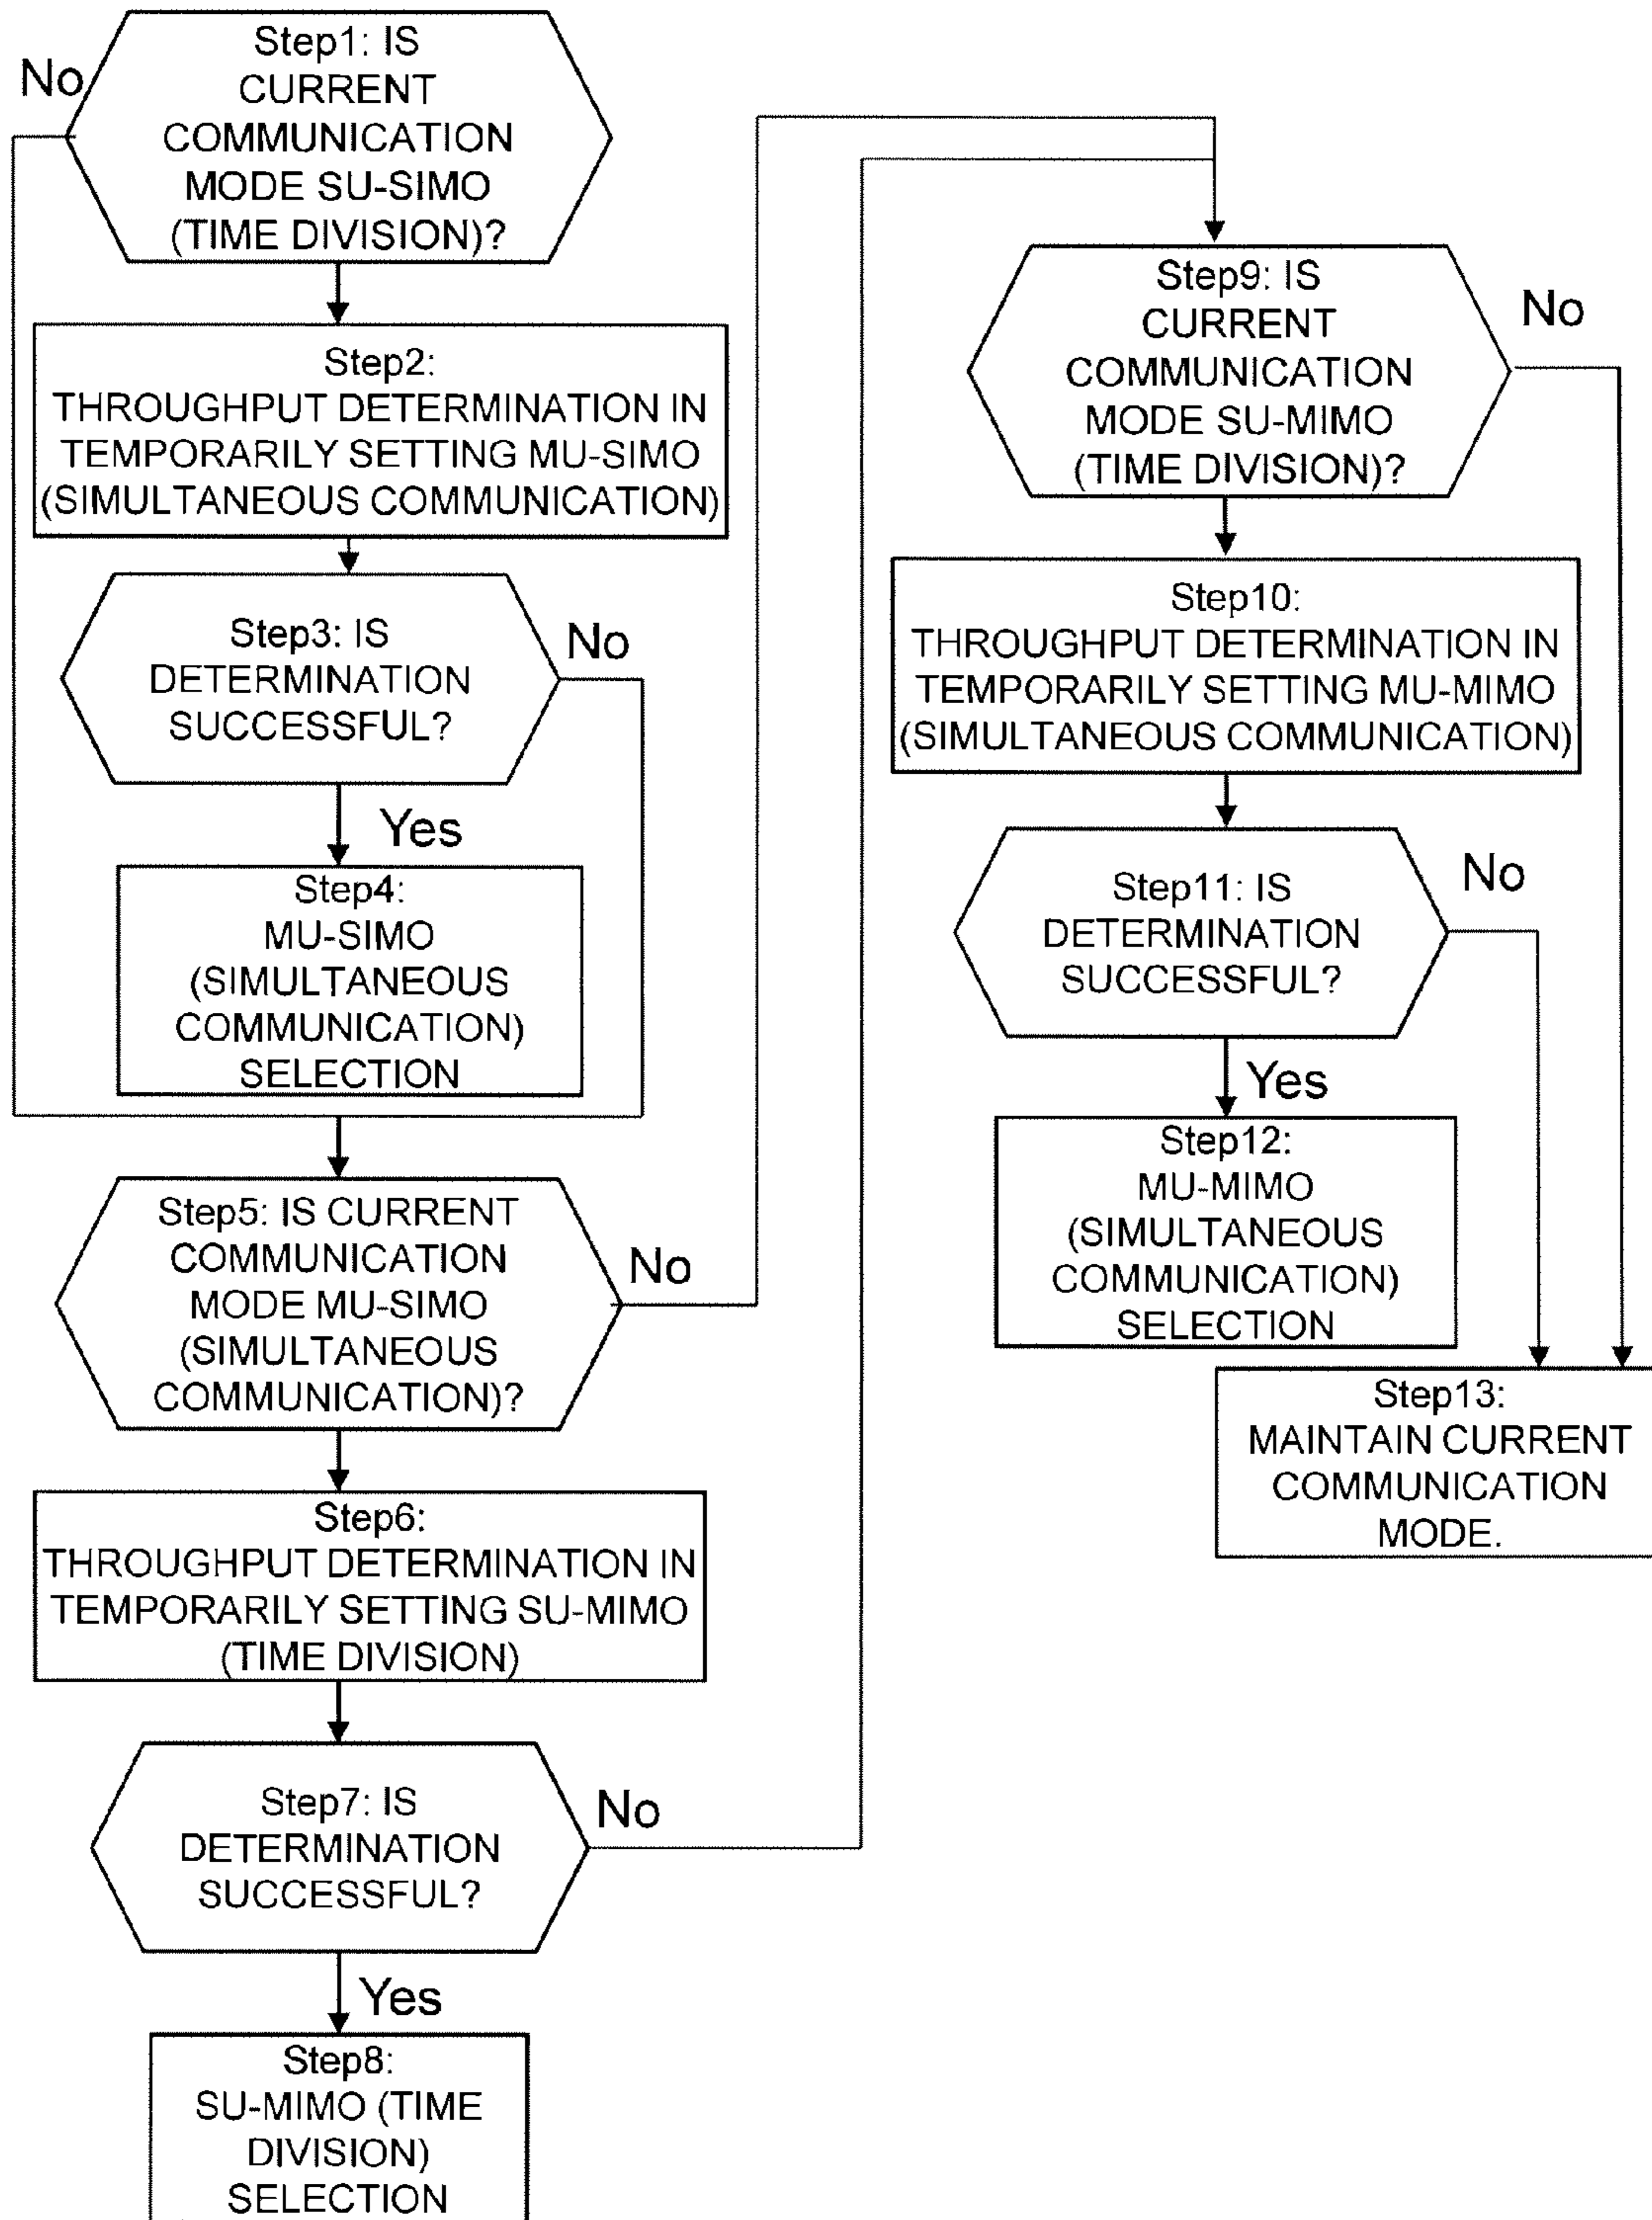 No
Step1: IS
CURRENT
COMMUNICATION
MODE SU-SIMO
(TIME DIVISION)?
Step2:
THROUGHPUT DETERMINATION IN
TEMPORARILY SETTING MU-SIMO
(SIMULTANEOUS COMMUNICATION)
Step3: IS
DETERMINATION
SUCCESSFUL?
No
Yes
Step4:
MU-SIMO
(SIMULTANEOUS
COMMUNICATION)
SELECTION
Step5: IS CURRENT
COMMUNICATION
MODE MU-SIMO
(SIMULTANEOUS
COMMUNICATION)?
No
Step6:
THROUGHPUT DETERMINATION IN
TEMPORARILY SETTING SU-MIMO
(TIME DIVISION)
Step7: IS
DETERMINATION
SUCCESSFUL?
No
Yes
Step8:
SU-MIMO (TIME
DIVISION)
SELECTION
Step9: IS
CURRENT
COMMUNICATION
MODE SU-MIMO
(TIME DIVISION)?
No
Step10:
THROUGHPUT DETERMINATION IN
TEMPORARILY SETTING MU-MIMO
(SIMULTANEOUS COMMUNICATION)
Step11: IS
DETERMINATION
SUCCESSFUL?
No
Yes
Step12:
MU-MIMO
(SIMULTANEOUS
COMMUNICATION)
SELECTION
Step13:
MAINTAIN CURRENT
COMMUNICATION
MODE.